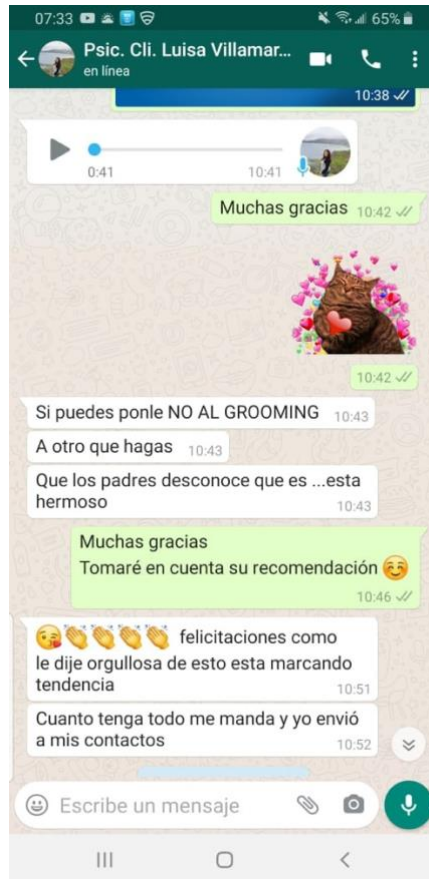 07:33
65%
Psic. Cli. Luisa Villamar...
en línea
10:38
0:41
10:41
Muchas gracias 10:42
10:42
Si puedes ponle NO AL GROOMING 10:43
A otro que hagas 10:43
Que los padres desconoce que es ...esta
hermoso
10:43
Muchas gracias
Tomaré en cuenta su recomendación ☺️
10:46
😘👏👏👏👏 felicitaciones como
le dije orgullosa de esto esta marcando
tendencia
10:51
Cuanto tenga todo me manda y yo envió
a mis contactos
10:52
Escribe un mensaje